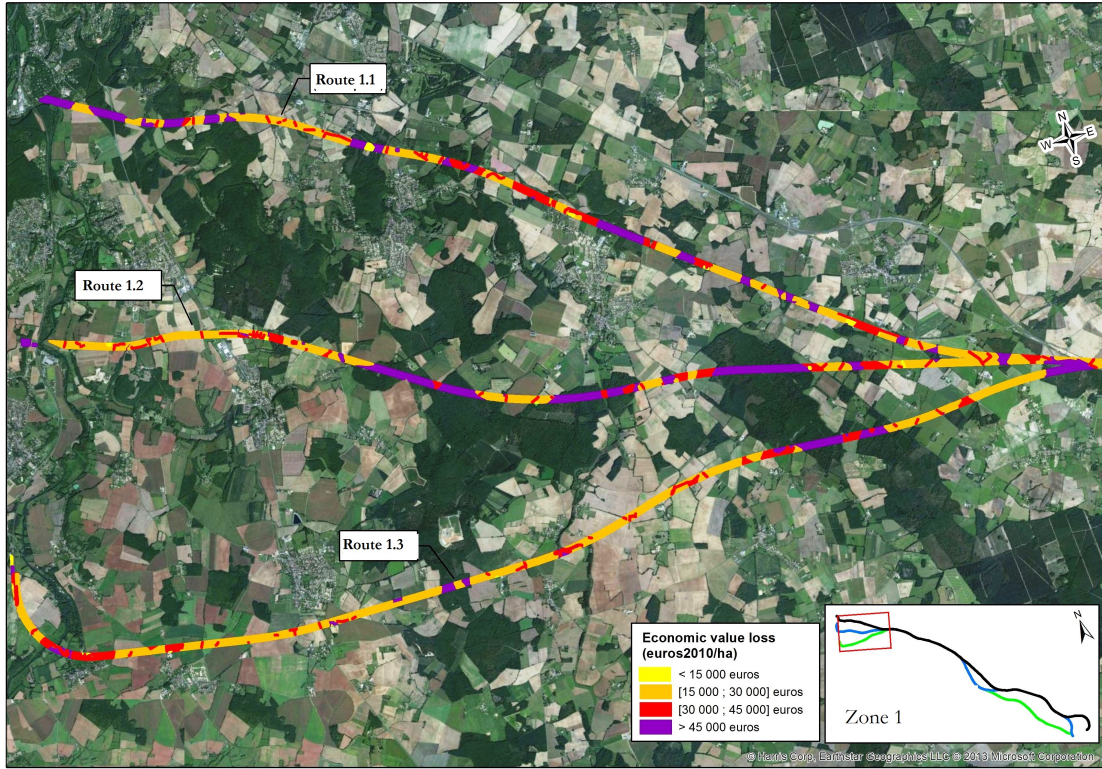 Route 1.1
N
W E
S
Route 1.2
Route 1.3
Economic value loss
(euros2010/ha)
< 15 000 euros
[15 000 ; 30 000] euros
[30 000 ; 45 000] euros
> 45 000 euros
N
Zone 1
© Harris Corp, Earthstar Geographics LLC © 2013 Microsoft Corporation